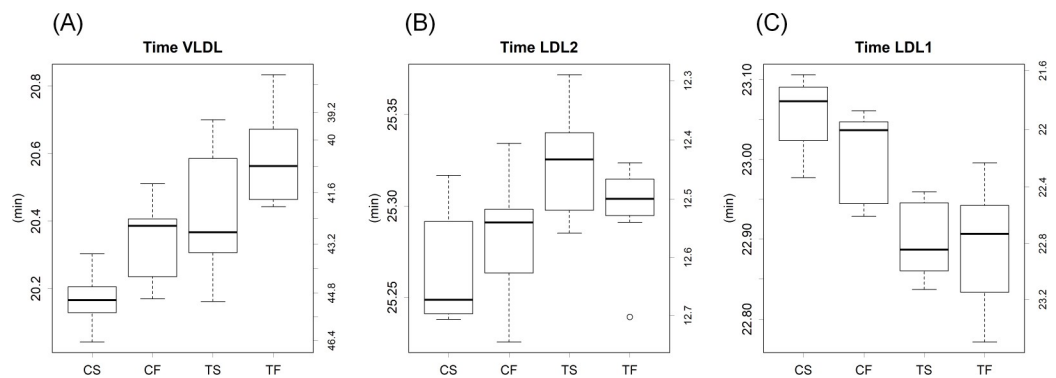 (A)
Time VLDL
(min)
20.8
20.6
20.4
20.2
39.2
40
41.6
43.2
44.8
46.4
CS CF TS TF
(B)
Time LDL2
(min)
25.35
25.30
25.25
12.3
12.4
12.5
12.6
12.7
CS CF TS TF
(C)
Time LDL1
(min)
23.10
23.00
22.90
22.80
21.6
22
22.4
22.8
23.2
CS CF TS TF